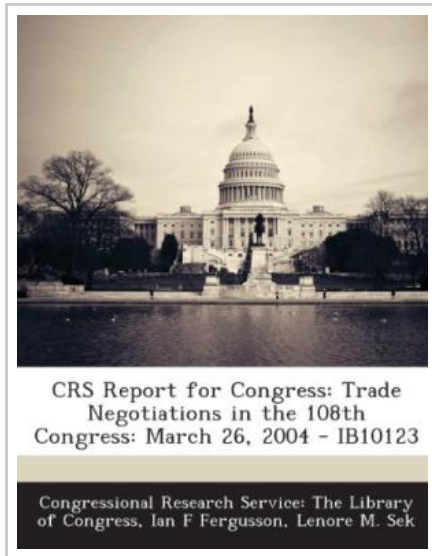 CRS Report for Congress: Trade
Negotiations in the 108th
Congress: March 26, 2004 - IB10123
Congressional Research Service: The Library
of Congress, Ian F Fergusson, Lenore M. Sek